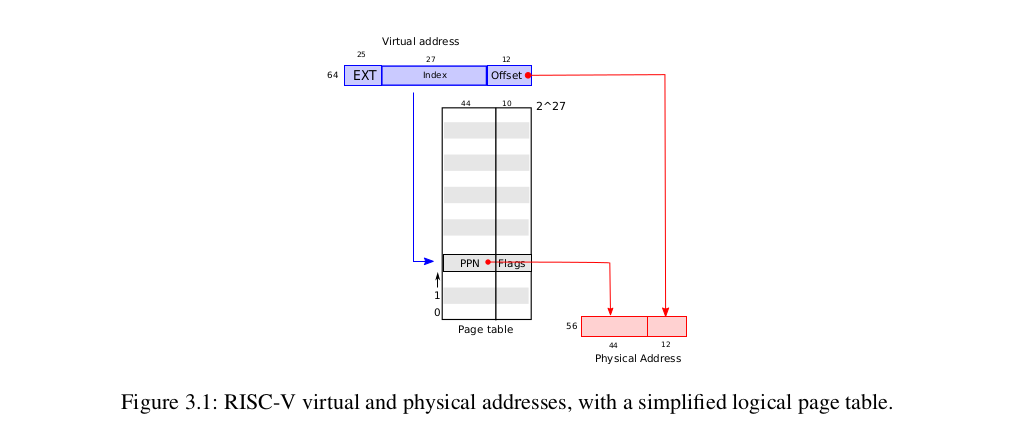 Virtual address
25 27 12
64 EXT Index Offset
44 10 2^27
PPN Flags
1
0
Page table
56
44 12
Physical Address
Figure 3.1: RISC-V virtual and physical addresses, with a simplified logical page table.